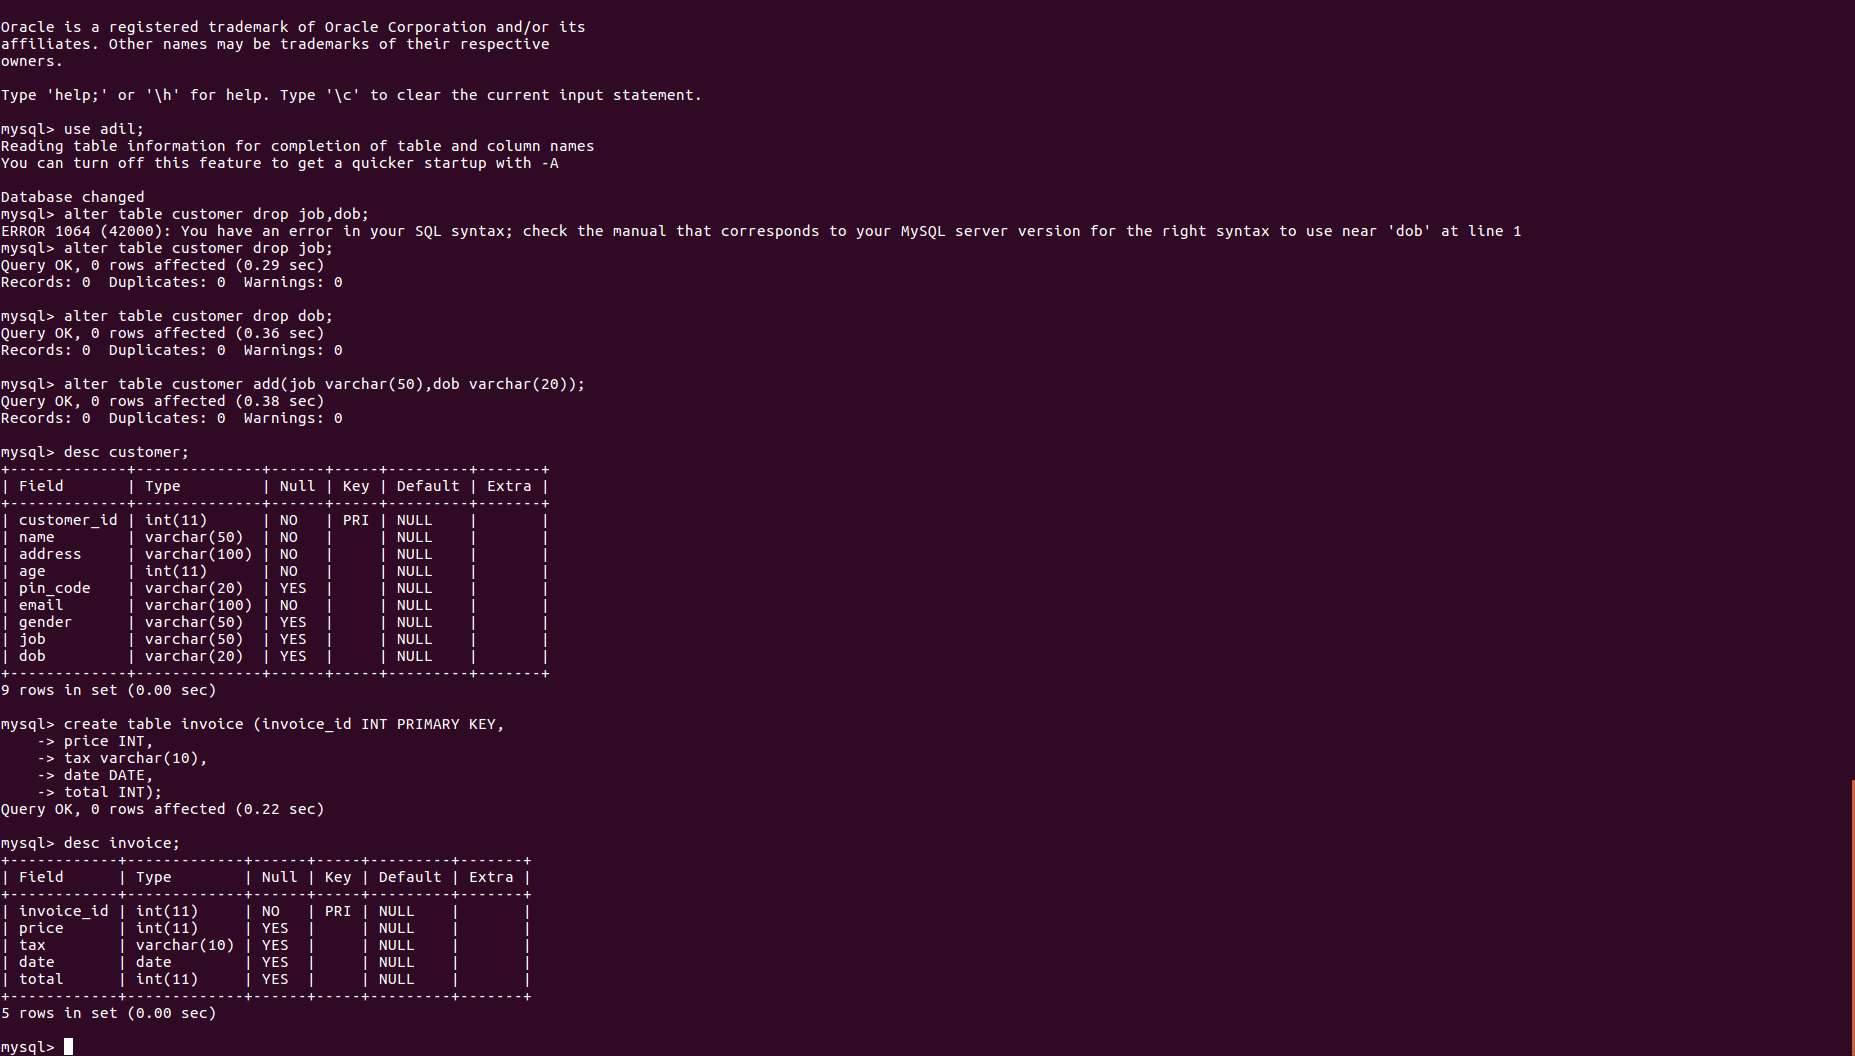 Oracle is a registered trademark of Oracle Corporation and/or its
affiliates. Other names may be trademarks of their respective
owners.
Type 'help;' or '\h' for help. Type '\c' to clear the current input statement.
mysql> use adil;
Reading table information for completion of table and column names
You can turn off this feature to get a quicker startup with -A
Database changed
mysql> alter table customer drop job,dob;
ERROR 1064 (42000): You have an error in your SQL syntax; check the manual that corresponds to your MySQL server version for the right syntax to use near 'dob' at line 1
mysql> alter table customer drop job;
Query OK, 0 rows affected (0.29 sec)
Records: 0  Duplicates: 0  Warnings: 0
mysql> alter table customer drop dob;
Query OK, 0 rows affected (0.36 sec)
Records: 0  Duplicates: 0  Warnings: 0
mysql> alter table customer add(job varchar(50),dob varchar(20));
Query OK, 0 rows affected (0.38 sec)
Records: 0  Duplicates: 0  Warnings: 0
mysql> desc customer;
+-------------+--------------+------+-----+---------+-------+
| Field       | Type         | Null | Key | Default | Extra |
+-------------+--------------+------+-----+---------+-------+
| customer_id | int(11)      | NO   | PRI | NULL    |       |
| name        | varchar(50)  | NO   |     | NULL    |       |
| address     | varchar(100) | NO   |     | NULL    |       |
| age         | int(11)      | NO   |     | NULL    |       |
| pin_code    | varchar(20)  | YES  |     | NULL    |       |
| email       | varchar(100) | NO   |     | NULL    |       |
| gender      | varchar(50)  | YES  |     | NULL    |       |
| job         | varchar(50)  | YES  |     | NULL    |       |
| dob         | varchar(20)  | YES  |     | NULL    |       |
+-------------+--------------+------+-----+---------+-------+
9 rows in set (0.00 sec)
mysql> create table invoice (invoice_id INT PRIMARY KEY,
    -> price INT,
    -> tax varchar(10),
    -> date DATE,
    -> total INT);
Query OK, 0 rows affected (0.22 sec)
mysql> desc invoice;
+------------+-------------+------+-----+---------+-------+
| Field      | Type        | Null | Key | Default | Extra |
+------------+-------------+------+-----+---------+-------+
| invoice_id | int(11)     | NO   | PRI | NULL    |       |
| price      | int(11)     | YES  |     | NULL    |       |
| tax        | varchar(10) | YES  |     | NULL    |       |
| date       | date        | YES  |     | NULL    |       |
| total      | int(11)     | YES  |     | NULL    |       |
+------------+-------------+------+-----+---------+-------+
5 rows in set (0.00 sec)
mysql>